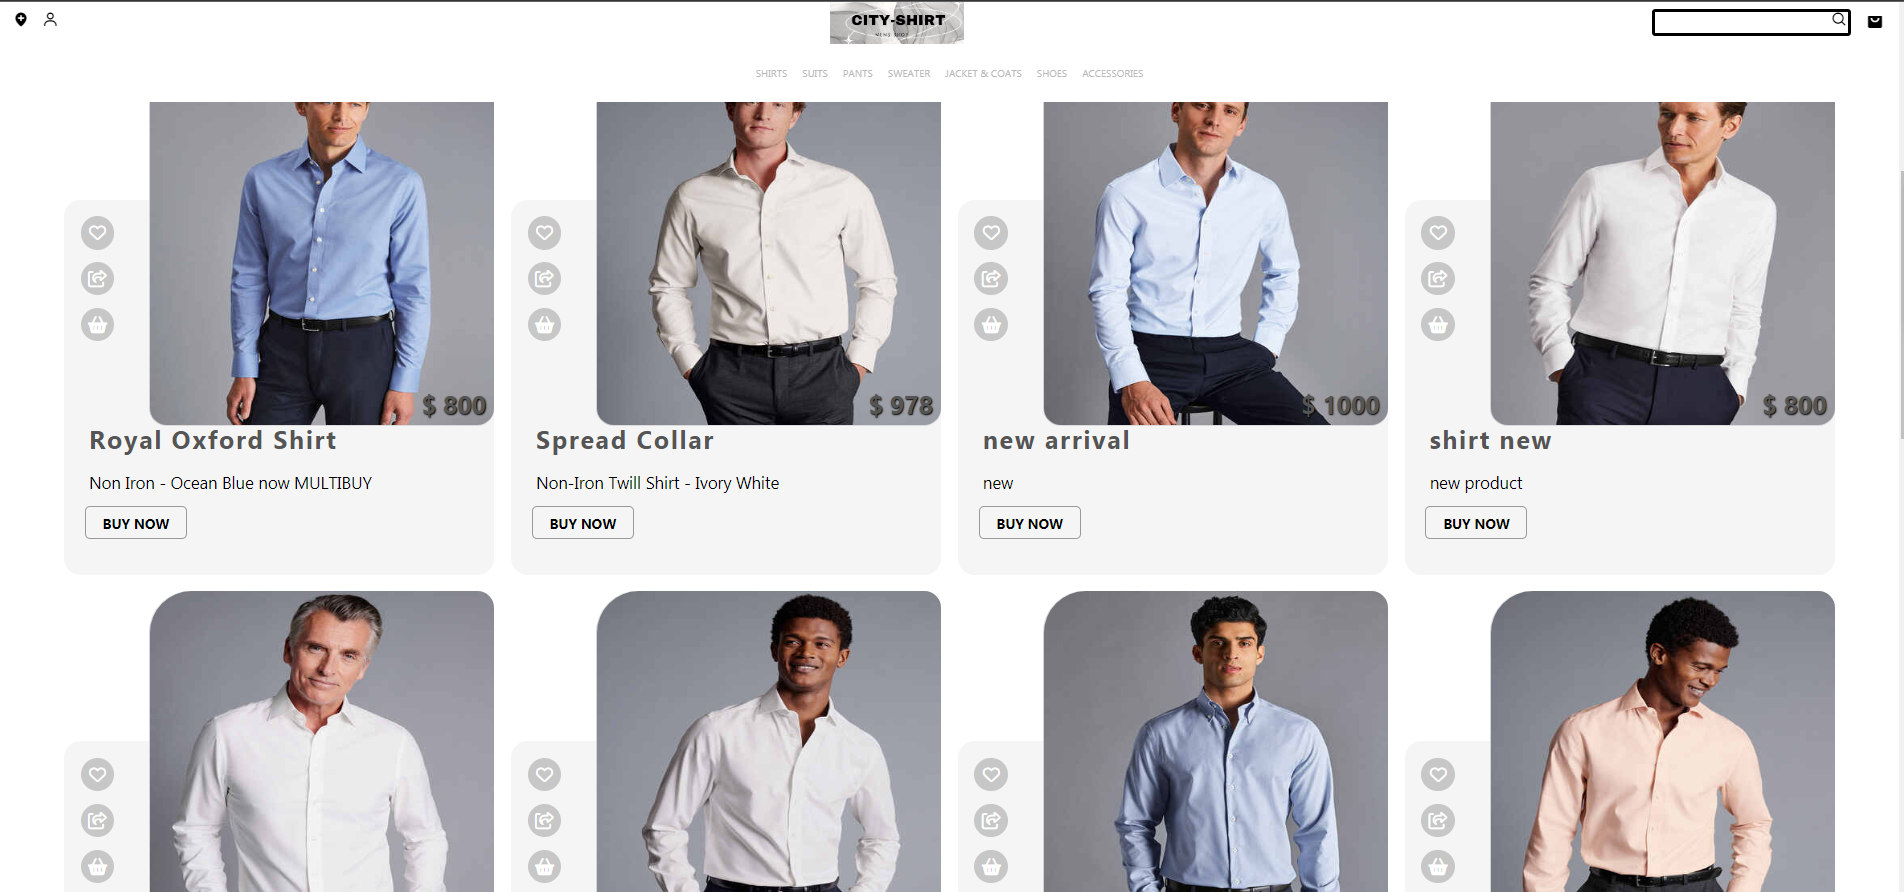 CITY-SHIRT
MENS SHOP
SHIRTS SUITS PANTS SWEATER JACKET & COATS SHOES ACCESSORIES
$ 800
Royal Oxford Shirt
Non Iron - Ocean Blue now MULTIBUY
BUY NOW
$ 978
Spread Collar
Non-Iron Twill Shirt - Ivory White
BUY NOW
$ 1000
new arrival
new
BUY NOW
$ 800
shirt new
new product
BUY NOW